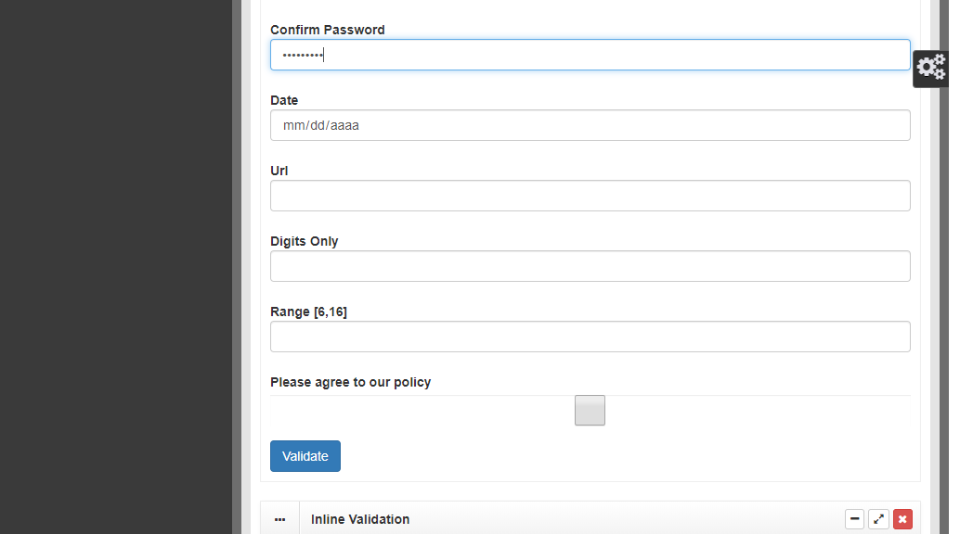 Confirm Password
•••••••••
Date
mm/dd/aaaa
Url
Digits Only
Range [6,16]
Please agree to our policy
Validate
Inline Validation